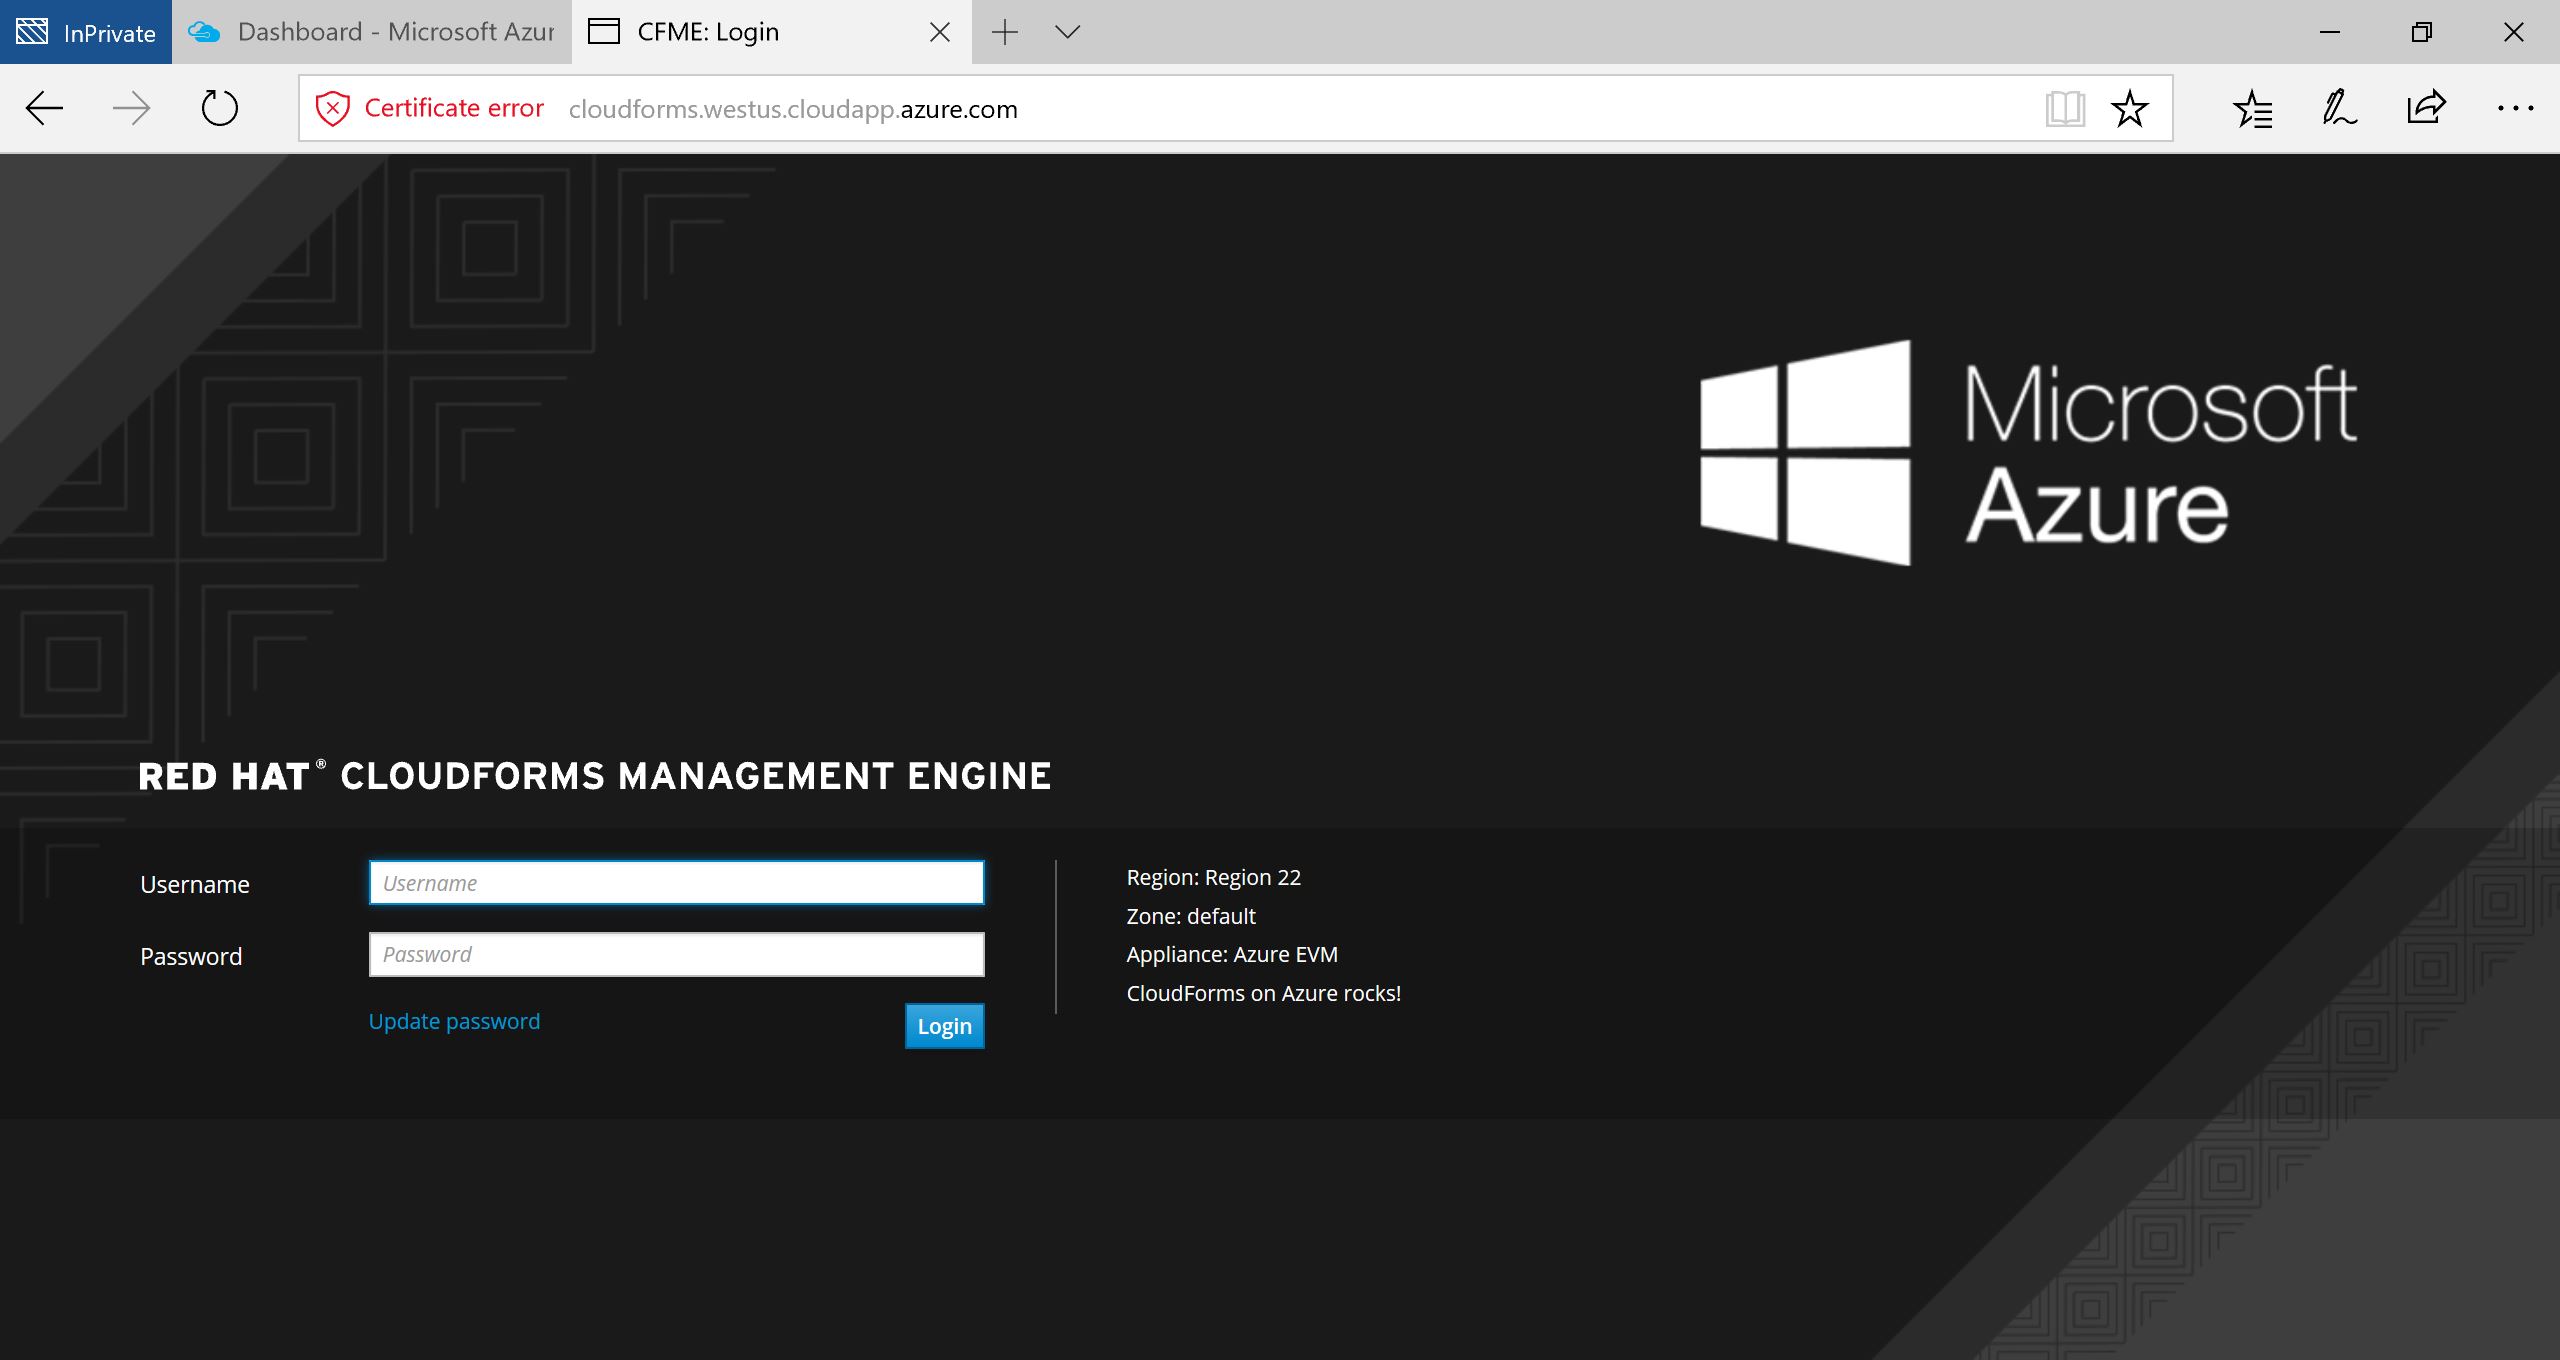 InPrivate
Dashboard - Microsoft Azur
CFME: Login
Certificate error
cloudforms.westus.cloudapp.azure.com
Microsoft
Azure
RED HAT® CLOUDFORMS MANAGEMENT ENGINE
Username
Username
Password
Password
Update password
Login
Region: Region 22
Zone: default
Appliance: Azure EVM
CloudForms on Azure rocks!